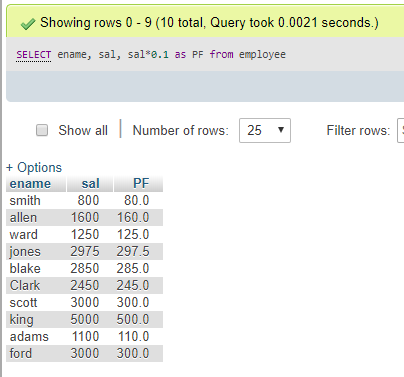 Showing rows 0 - 9 (10 total, Query took 0.0021 seconds.)
SELECT ename, sal, sal*0.1 as PF from employee
Show all Number of rows: 25 Filter rows:
+ Options
ename sal PF
smith 800 80.0
allen 1600 160.0
ward 1250 125.0
jones 2975 297.5
blake 2850 285.0
Clark 2450 245.0
scott 3000 300.0
king 5000 500.0
adams 1100 110.0
ford 3000 300.0